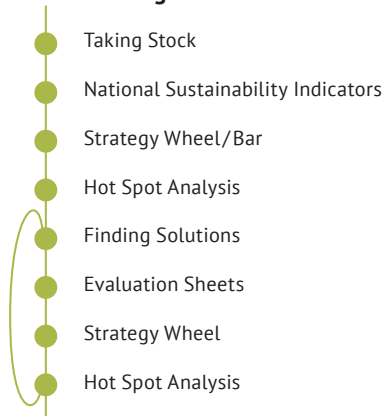 Taking Stock
National Sustainability Indicators
Strategy Wheel/Bar
Hot Spot Analysis
Finding Solutions
Evaluation Sheets
Strategy Wheel
Hot Spot Analysis